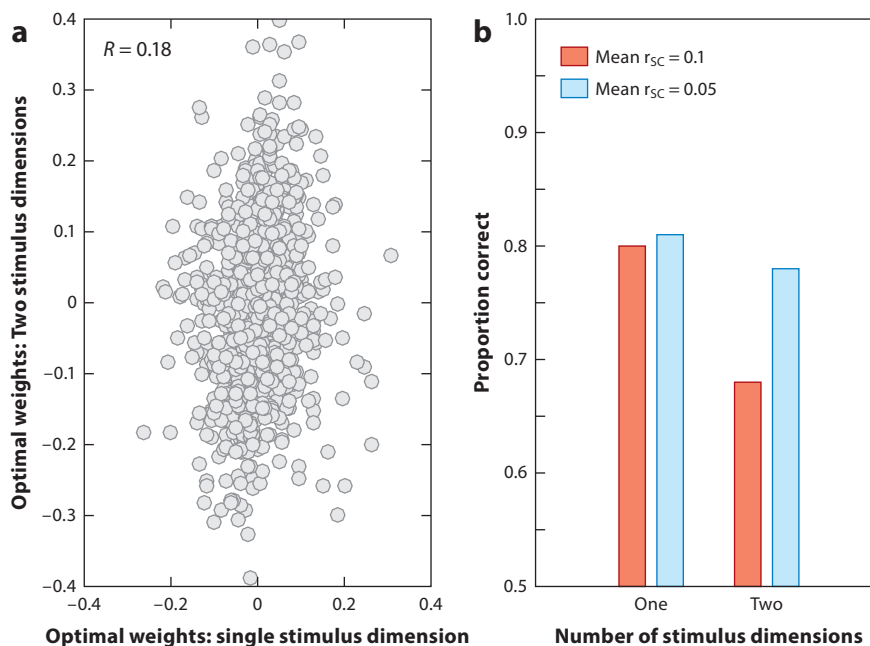 a
R = 0.18
Optimal weights: Two stimulus dimensions
0.4
0.3
0.2
0.1
0
–0.1
–0.2
–0.3
–0.4
–0.4
–0.2
0
0.2
0.4
Optimal weights: single stimulus dimension
b
Mean rSC = 0.1
Mean rSC = 0.05
Proportion correct
1.0
0.9
0.8
0.7
0.6
0.5
One
Two
Number of stimulus dimensions